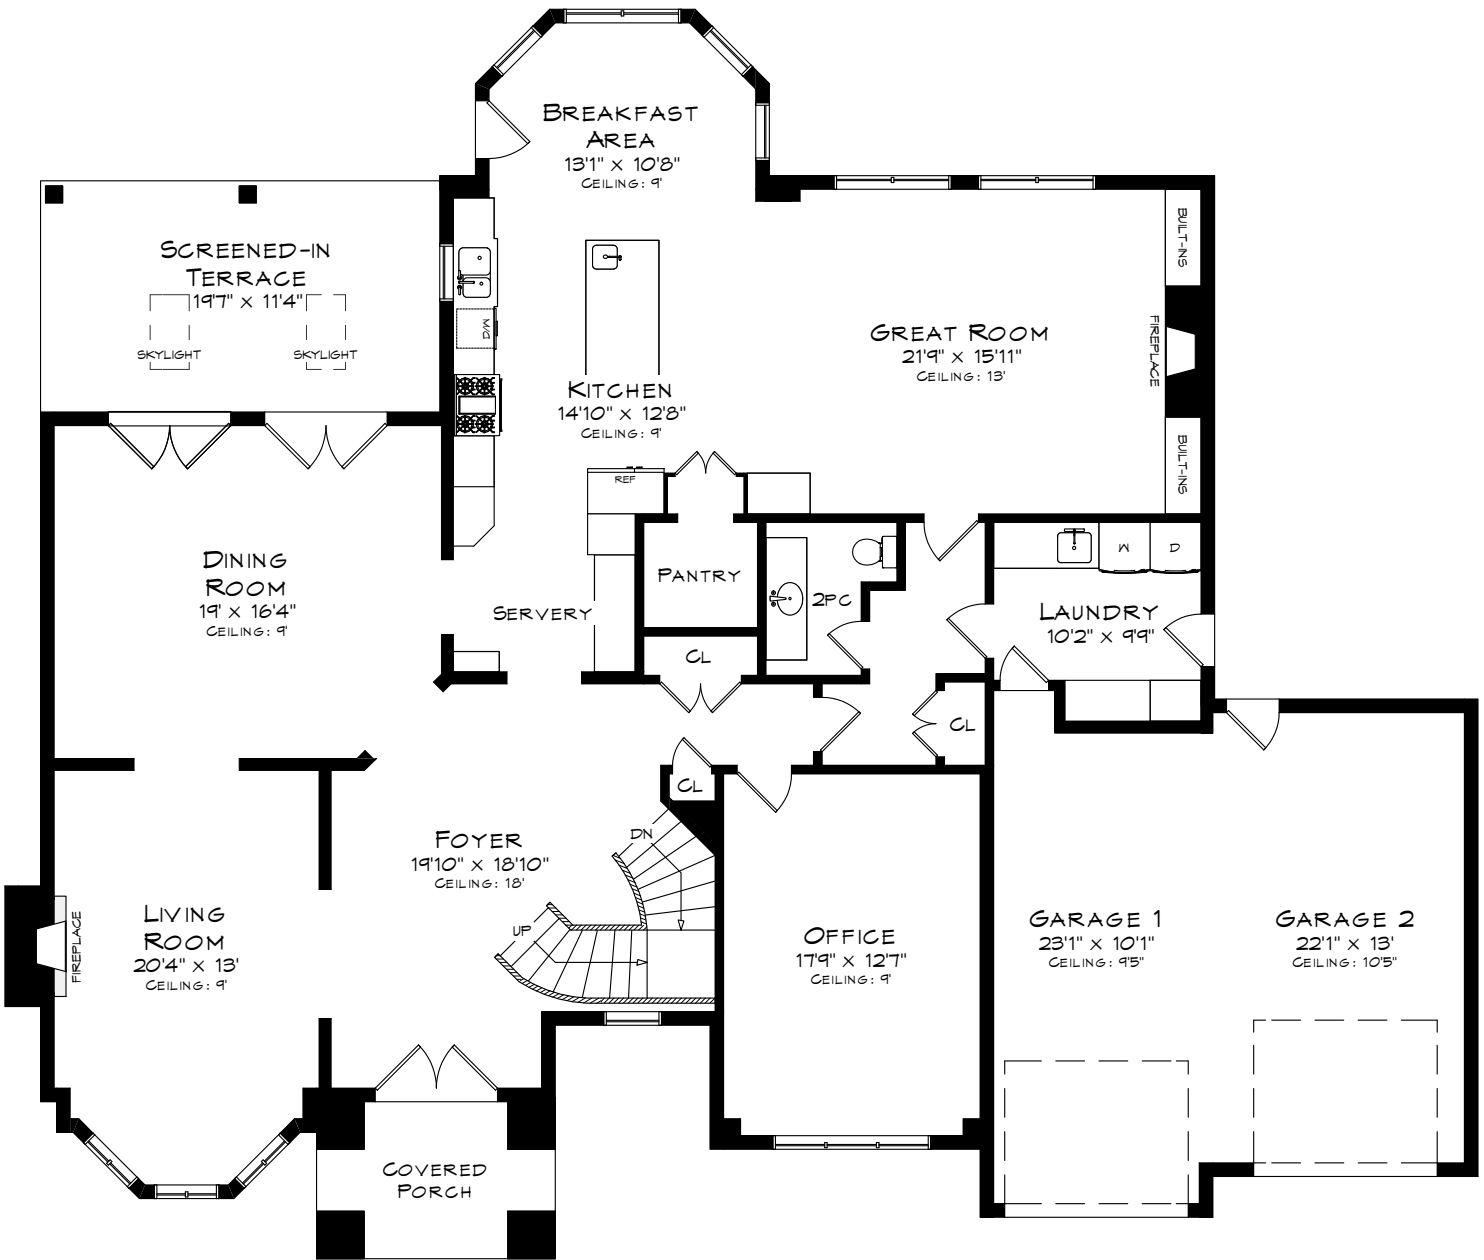 BREAKFAST
AREA
13'1" x 10'8"
CEILING: 9'
SCREENED-IN
TERRACE
19'7" x 11'4"
SKYLIGHT
SKYLIGHT
BUILT-INS
M/D
GREAT ROOM
21'9" x 15'11"
CEILING: 13'
FIREPLACE
KITCHEN
14'10" x 12'8"
CEILING: 9'
BUILT-INS
REF
DINING
ROOM
19' x 16'4"
CEILING: 9'
SERVERY
PANTRY
2PC
W
D
LAUNDRY
10'2" x 9'9"
CL
CL
CL
FOYER
19'10" x 18'10"
CEILING: 18'
DN
UP
LIVING
ROOM
20'4" x 13'
CEILING: 9'
FIREPLACE
OFFICE
17'9" x 12'7"
CEILING: 9'
GARAGE 1
23'1" x 10'1"
CEILING: 9'5"
GARAGE 2
22'1" x 13'
CEILING: 10'5"
COVERED
PORCH